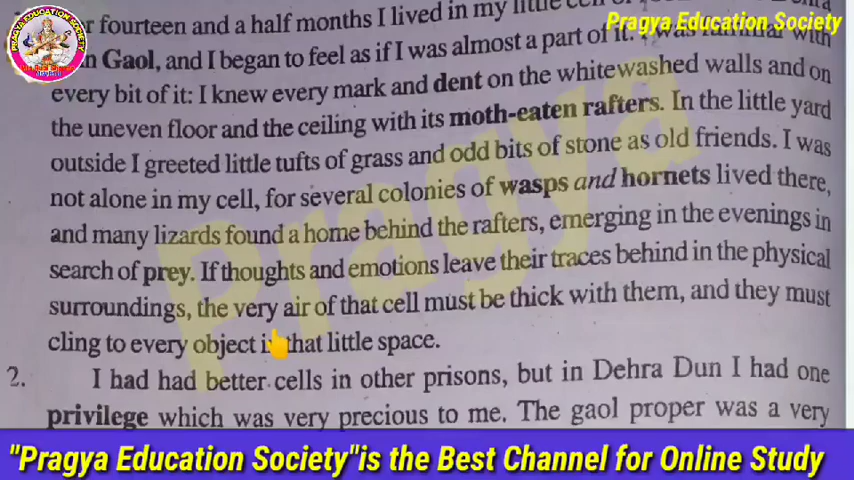 PRAGYA EDUCATION SOCIETY
Pragya Education Society
r fourteen and a half months I lived in my little cell
n Gaol, and I began to feel as if I was almost a part of it. was familiar with
every bit of it: I knew every mark and dent on the whitewashed walls and on
the uneven floor and the ceiling with its moth-eaten rafters. In the little yard
outside I greeted little tufts of grass and odd bits of stone as old friends. I was
not alone in my cell, for several colonies of wasps and hornets lived there,
and many lizards found a home behind the rafters, emerging in the evenings in
search of prey. If thoughts and emotions leave their traces behind in the physical
surroundings, the very air of that cell must be thick with them, and they must
cling to every object i that little space.
2. I had had better cells in other prisons, but in Dehra Dun I had one
privilege which was very precious to me. The gaol proper was a very
Pragya
"Pragya Education Society"is the Best Channel for Online Study